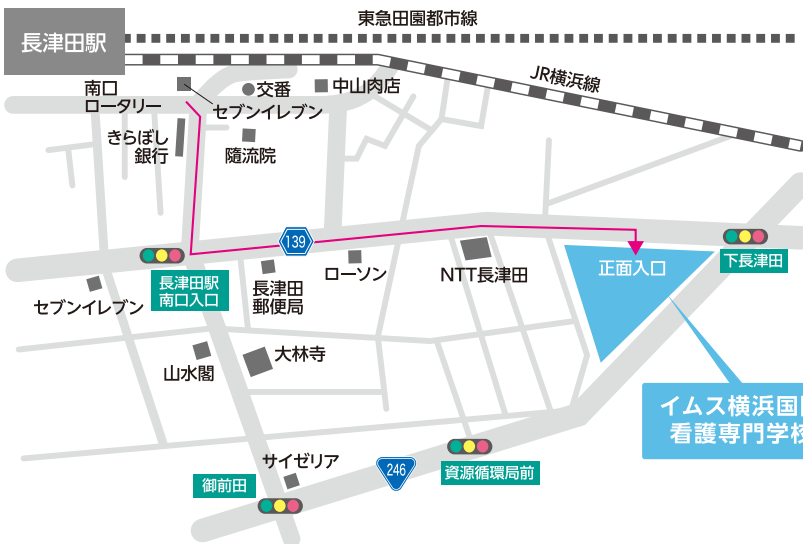 東急田園都市線
長津田駅
JR横浜線
南口
ロータリー
交番
中山肉店
セブンイレブン
きらぼし
銀行
随流院
139
長津田駅
南口入口
セブンイレブン
長津田
郵便局
ローソン
NTT長津田
正面入口
下長津田
山水閣
大林寺
イムス横浜国
看護専門学校
サイゼリア
246
資源循環局前
御前田